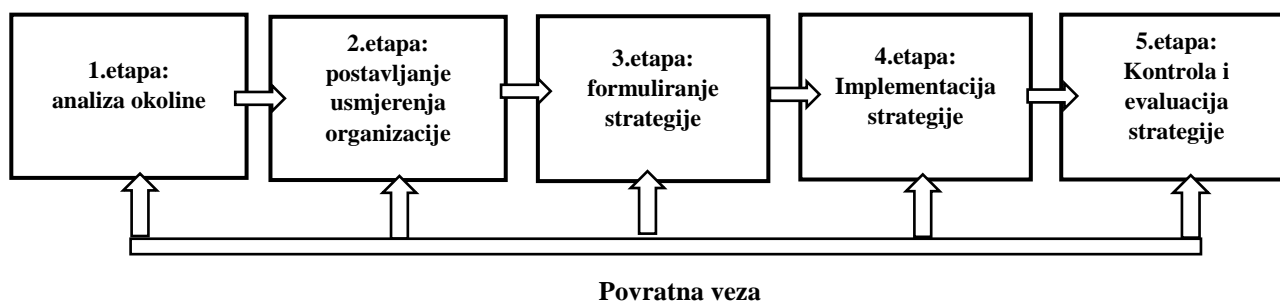 1.etapa:
analiza okoline
2.etapa:
postavljanje
usmjerenja
organizacije
3.etapa:
formuliranje
strategije
4.etapa:
Implementacija
strategije
5.etapa:
Kontrola i
evaluacija
strategije
Povratna veza